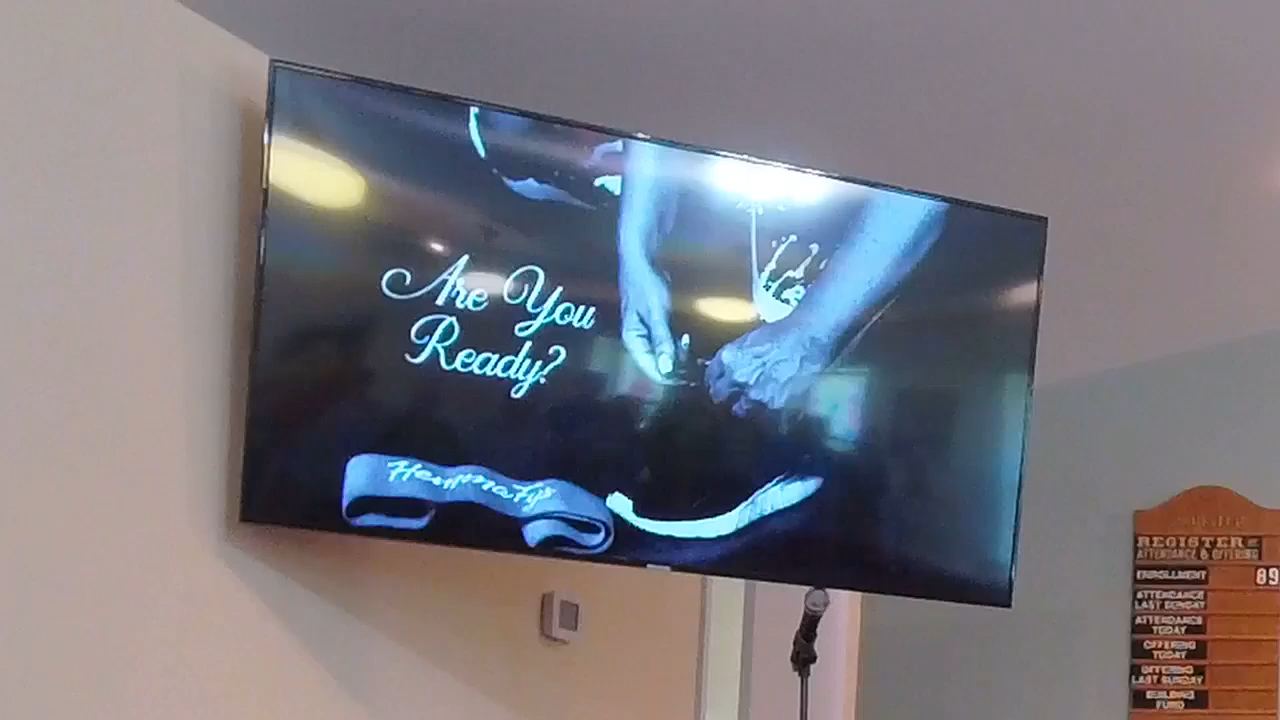 Are You
Ready?
REGISTER OF
ATTENDANCE & OFFERING
ENROLLMENT 89
ATTENDANCE
LAST SUNDAY
ATTENDANCE
TODAY
OFFERING
TODAY
OFFERING
LAST SUNDAY
BUILDING
FUND